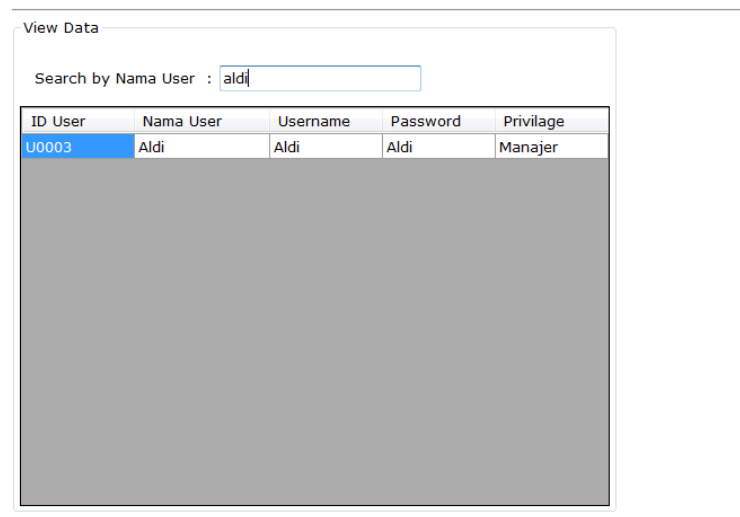 View Data
Search by Nama User : aldi
ID User Nama User Username Password Privilage
U0003 Aldi Aldi Aldi Manajer